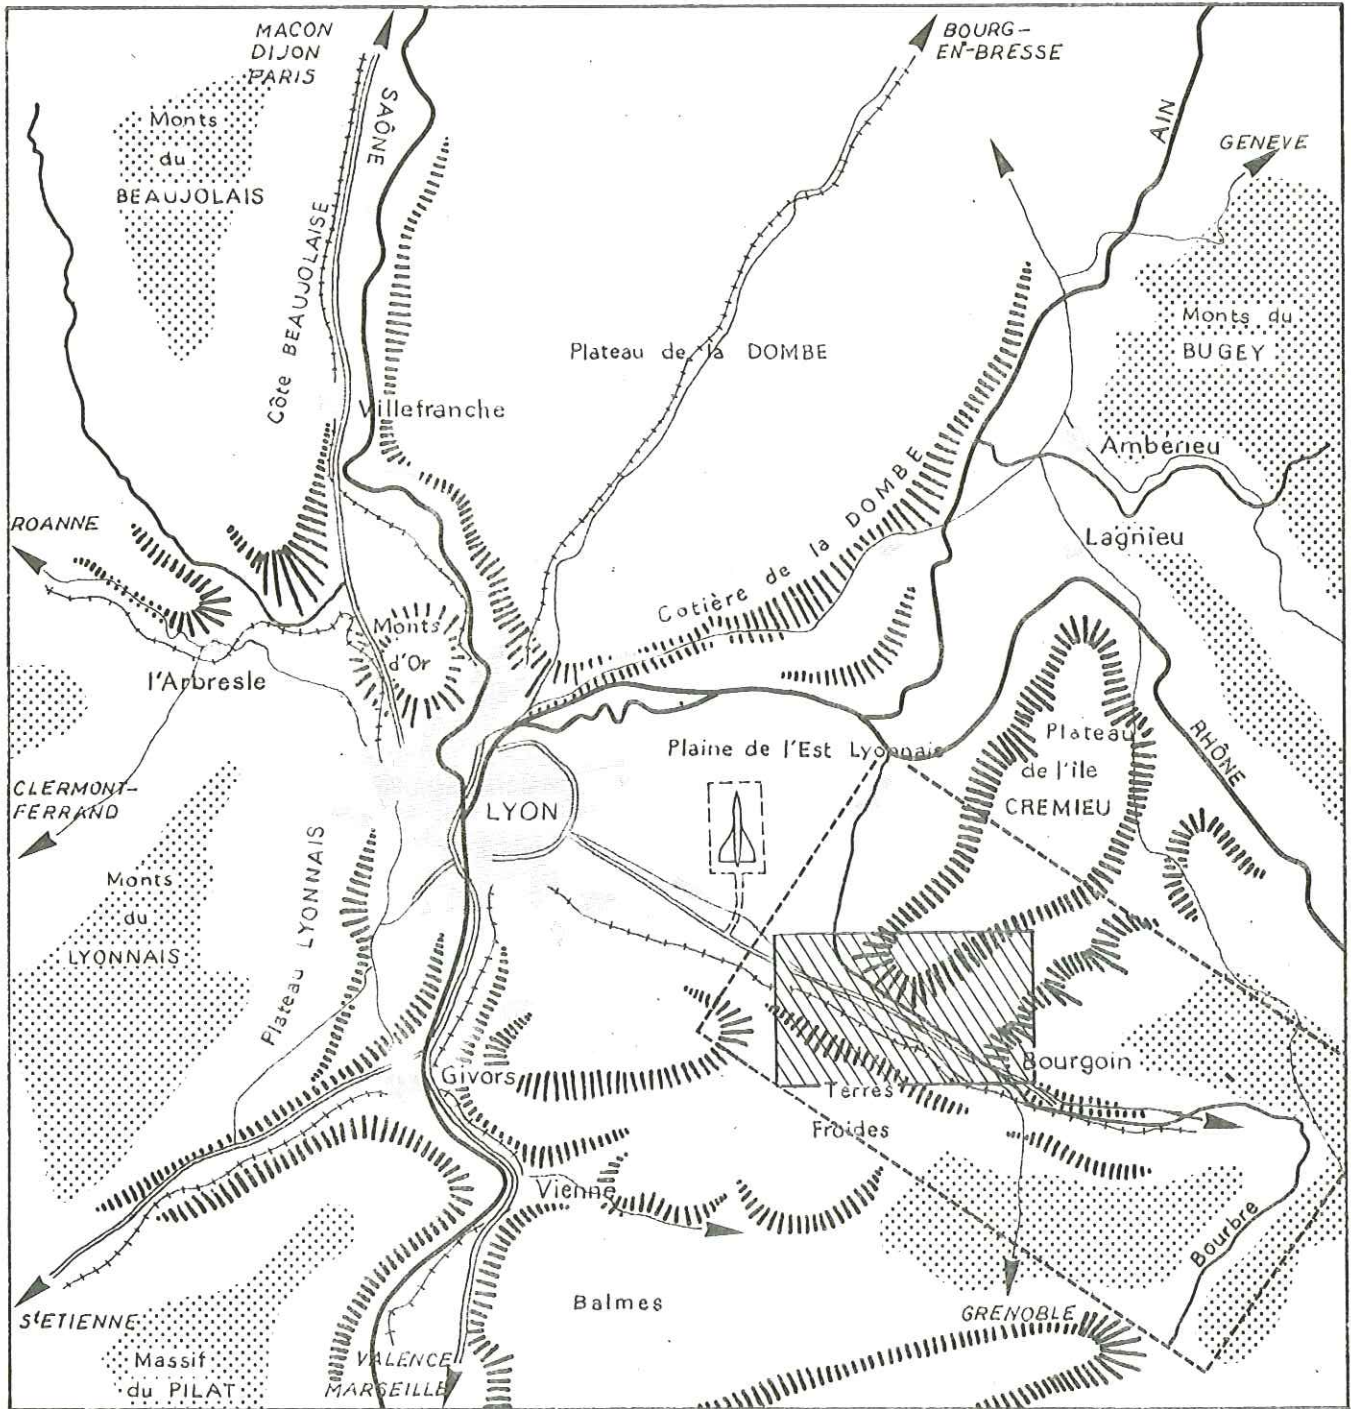 MACON
DIJON
PARIS
BOURG-
EN-BRESSE
SAÔNE
AIN
GENEVE
Monts
du
BEAUJOLAIS
Côte BEAUJOLAISE
Monts du
BUGEY
Plateau de la DOMBE
Villefranche
Ambérieu
ROANNE
Cotière de la DOMBE
Lagnieu
Monts
d'Or
l'Arbresle
RHÔNE
Plaine de l'Est Lyonnais
Plateau
de l'île
CREMIEU
CLERMONT-
FERRAND
LYON
Monts
du
LYONNAIS
Plateau LYONNAIS
Givors
Bourgoin
Terres
Froides
Vienne
Bourbre
Balmes
GRENOBLE
StETIENNE
Massif
du PILAT
VALENCE
MARSEILLE